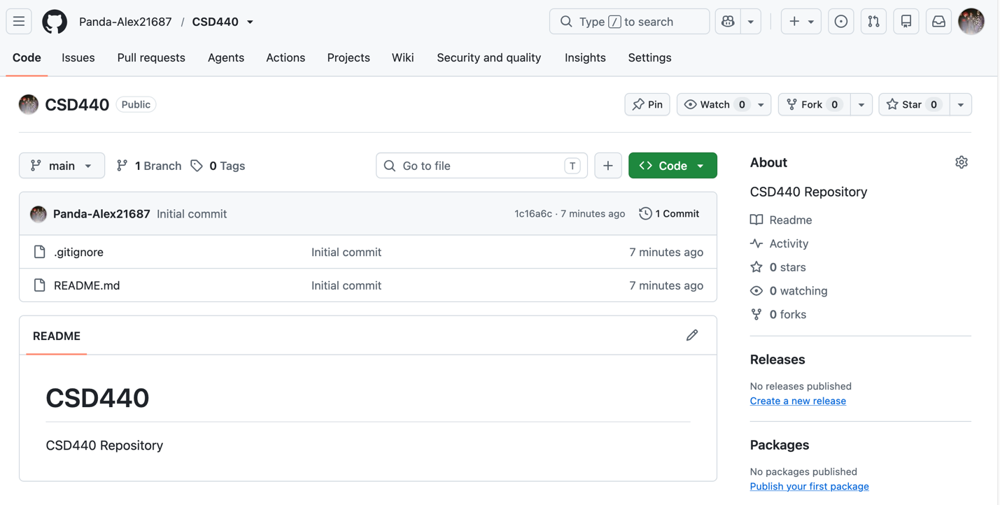 Panda-Alex21687 / CSD440
Type / to search
Code Issues Pull requests Agents Actions Projects Wiki Security and quality Insights Settings
CSD440 Public
Pin Watch 0 Fork 0 Star 0
main 1 Branch 0 Tags Go to file T Code
Panda-Alex21687 Initial commit 1c16a6c · 7 minutes ago 1 Commit
.gitignore Initial commit 7 minutes ago
README.md Initial commit 7 minutes ago
README
CSD440
CSD440 Repository
About
CSD440 Repository
Readme
Activity
0 stars
0 watching
0 forks
Releases
No releases published
Create a new release
Packages
No packages published
Publish your first package